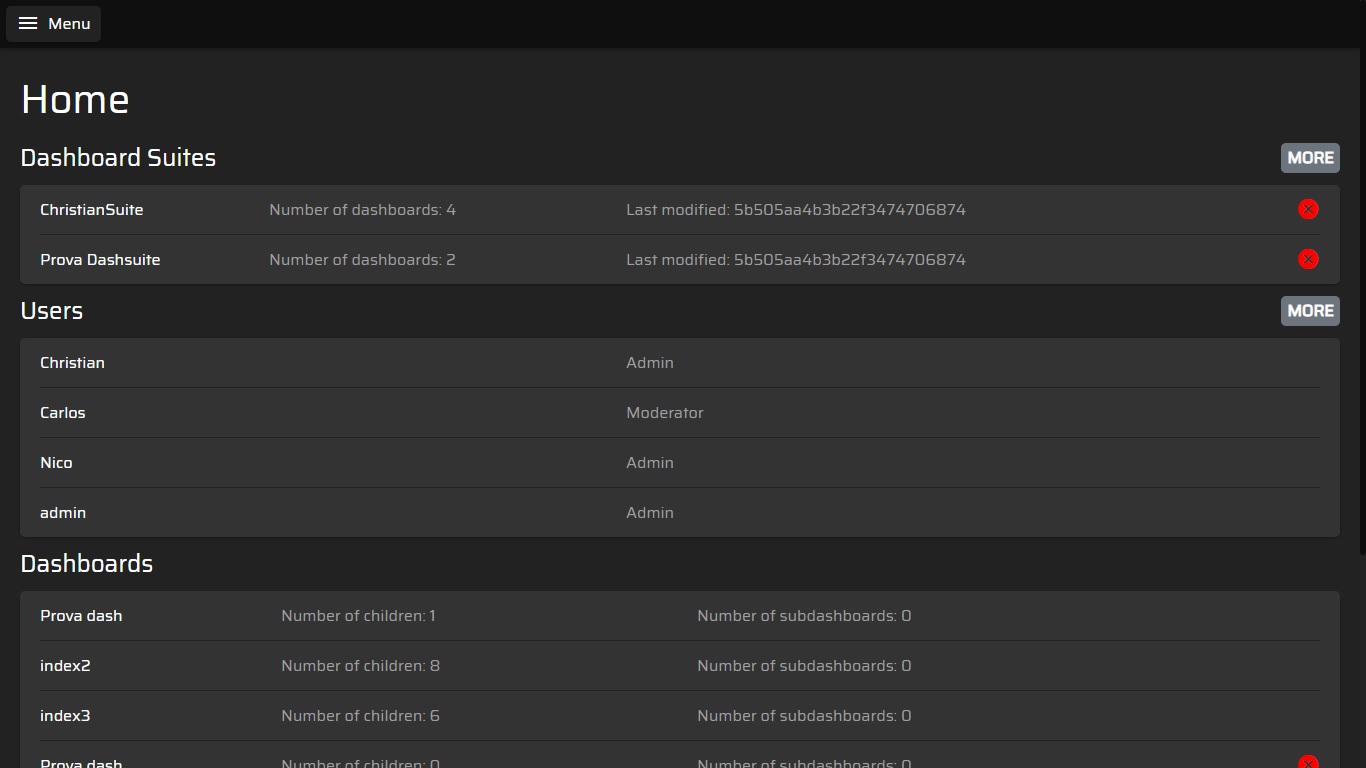 Menu
Home
Dashboard Suites MORE
ChristianSuite Number of dashboards: 4 Last modified: 5b505aa4b3b22f3474706874
Prova Dashsuite Number of dashboards: 2 Last modified: 5b505aa4b3b22f3474706874
Users MORE
Christian Admin
Carlos Moderator
Nico Admin
admin Admin
Dashboards
Prova dash Number of children: 1 Number of subdashboards: 0
index2 Number of children: 8 Number of subdashboards: 0
index3 Number of children: 6 Number of subdashboards: 0
Prova dash Number of children: 0 Number of subdashboards: 0